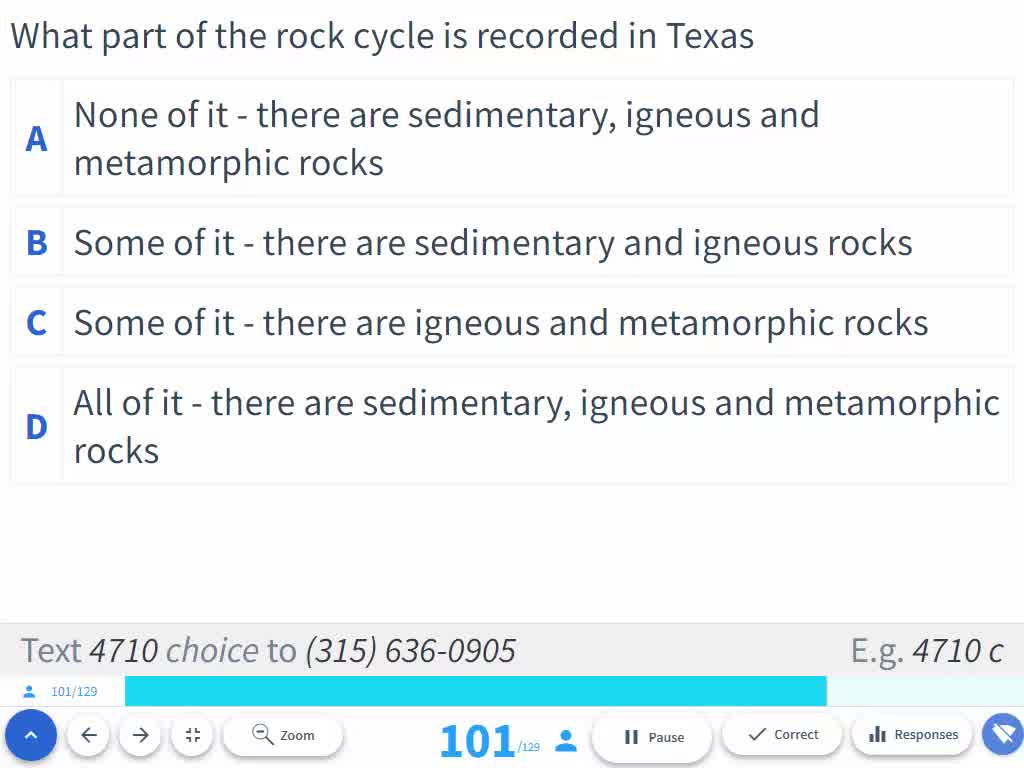 What part of the rock cycle is recorded in Texas
A
None of it - there are sedimentary, igneous and
metamorphic rocks
B
Some of it - there are sedimentary and igneous rocks
C
Some of it - there are igneous and metamorphic rocks
D
All of it - there are sedimentary, igneous and metamorphic
rocks
Text 4710 choice to (315) 636-0905
E.g. 4710 c
101/129
Zoom
101/129
Pause
Correct
Responses